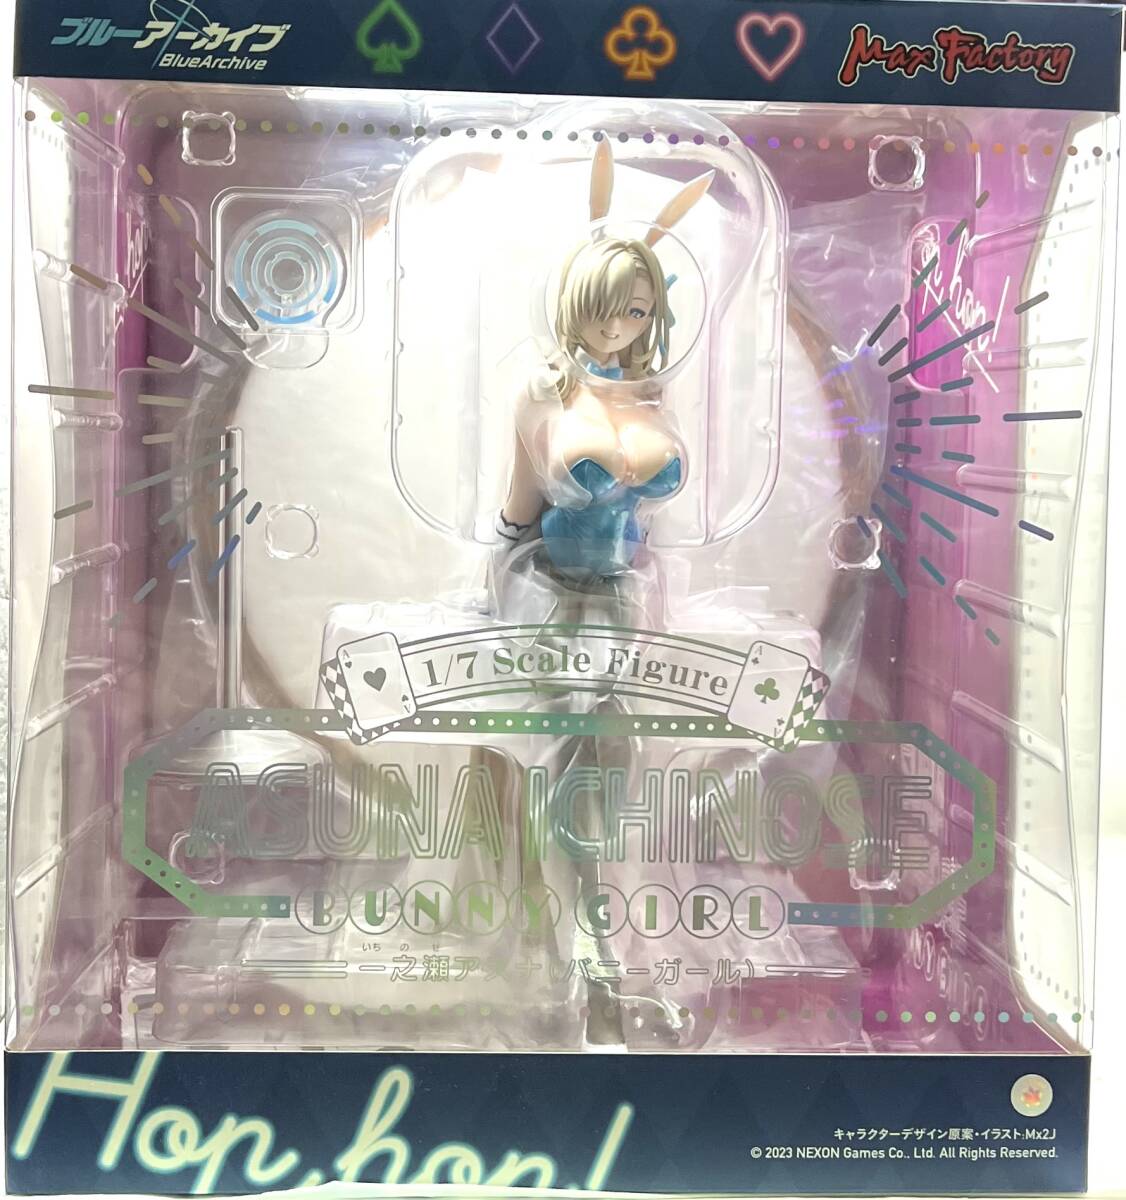 ブルーアーカイブ
BlueArchive
Max Factory
hop
hop!
A
1/7 Scale Figure
A
A
A
ASUNA ICHINOSE
BUNNY GIRL
いちのせ
一之瀬アスナ(バニーガール)
Hop, hop!
キャラクターデザイン原案・イラスト:Mx2J
© 2023 NEXON Games Co., Ltd. All Rights Reserved.